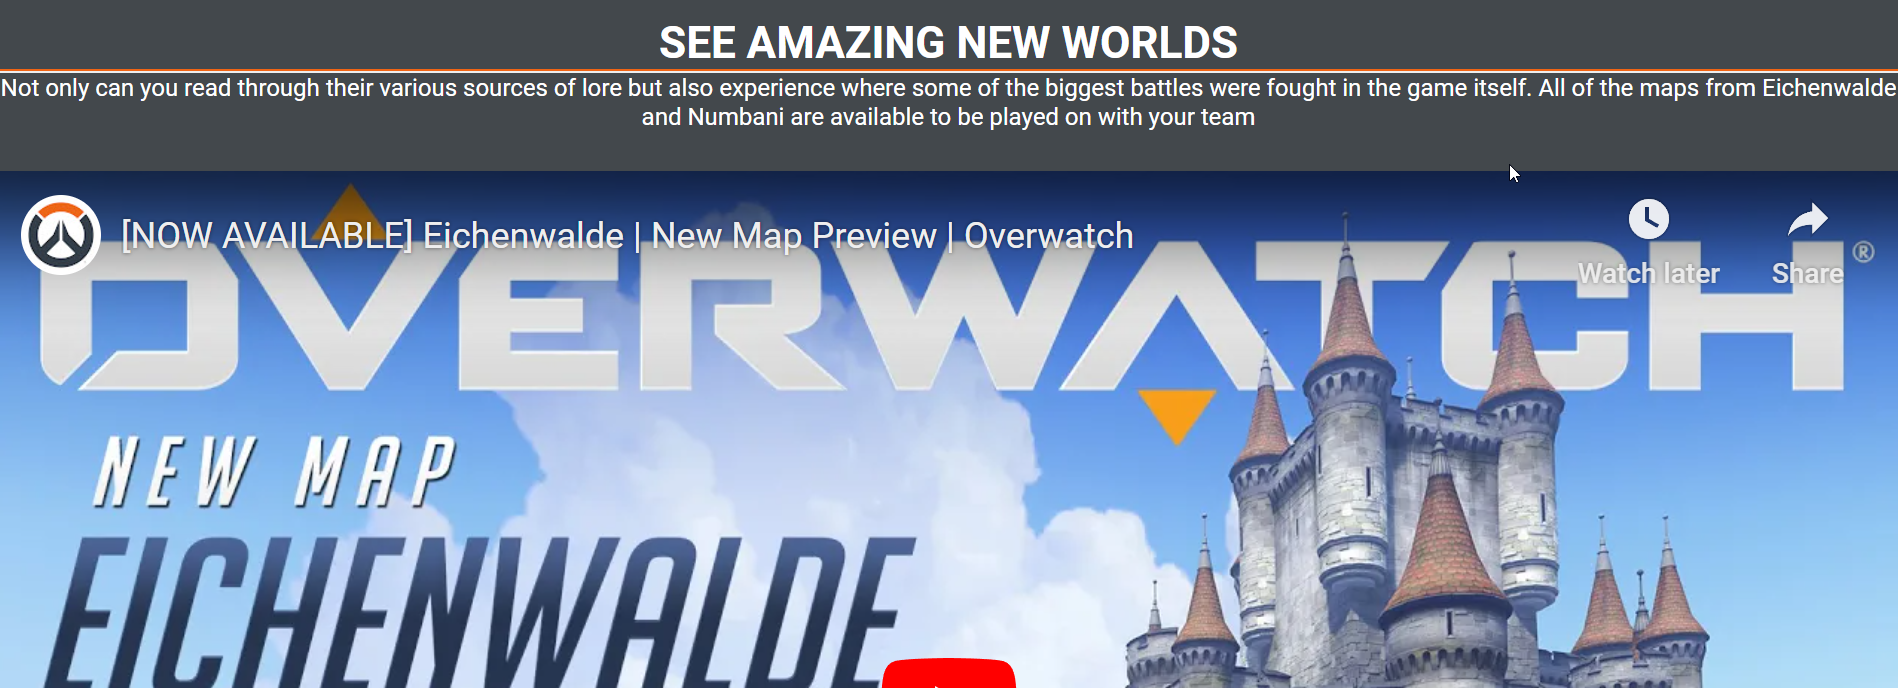 SEE AMAZING NEW WORLDS
Not only can you read through their various sources of lore but also experience where some of the biggest battles were fought in the game itself. All of the maps from Eichenwalde
and Numbani are available to be played on with your team
[NOW AVAILABLE] Eichenwalde | New Map Preview | Overwatch
Watch later
Share
OVERWATCH®
NEW MAP
EICHENWALDE